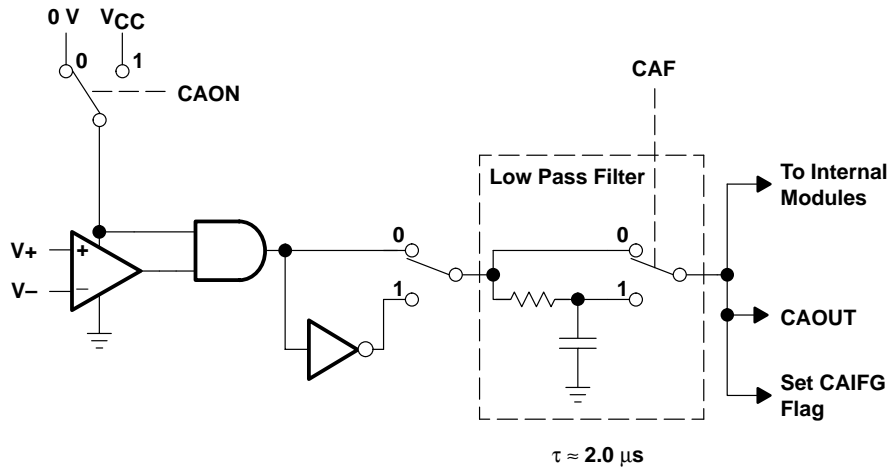 0 V
VCC
0
1
CAON
CAF
Low Pass Filter
To Internal
Modules
V+
+
V−
−
0
1
0
1
CAOUT
Set CAIFG
Flag
τ ≈ 2.0 μs